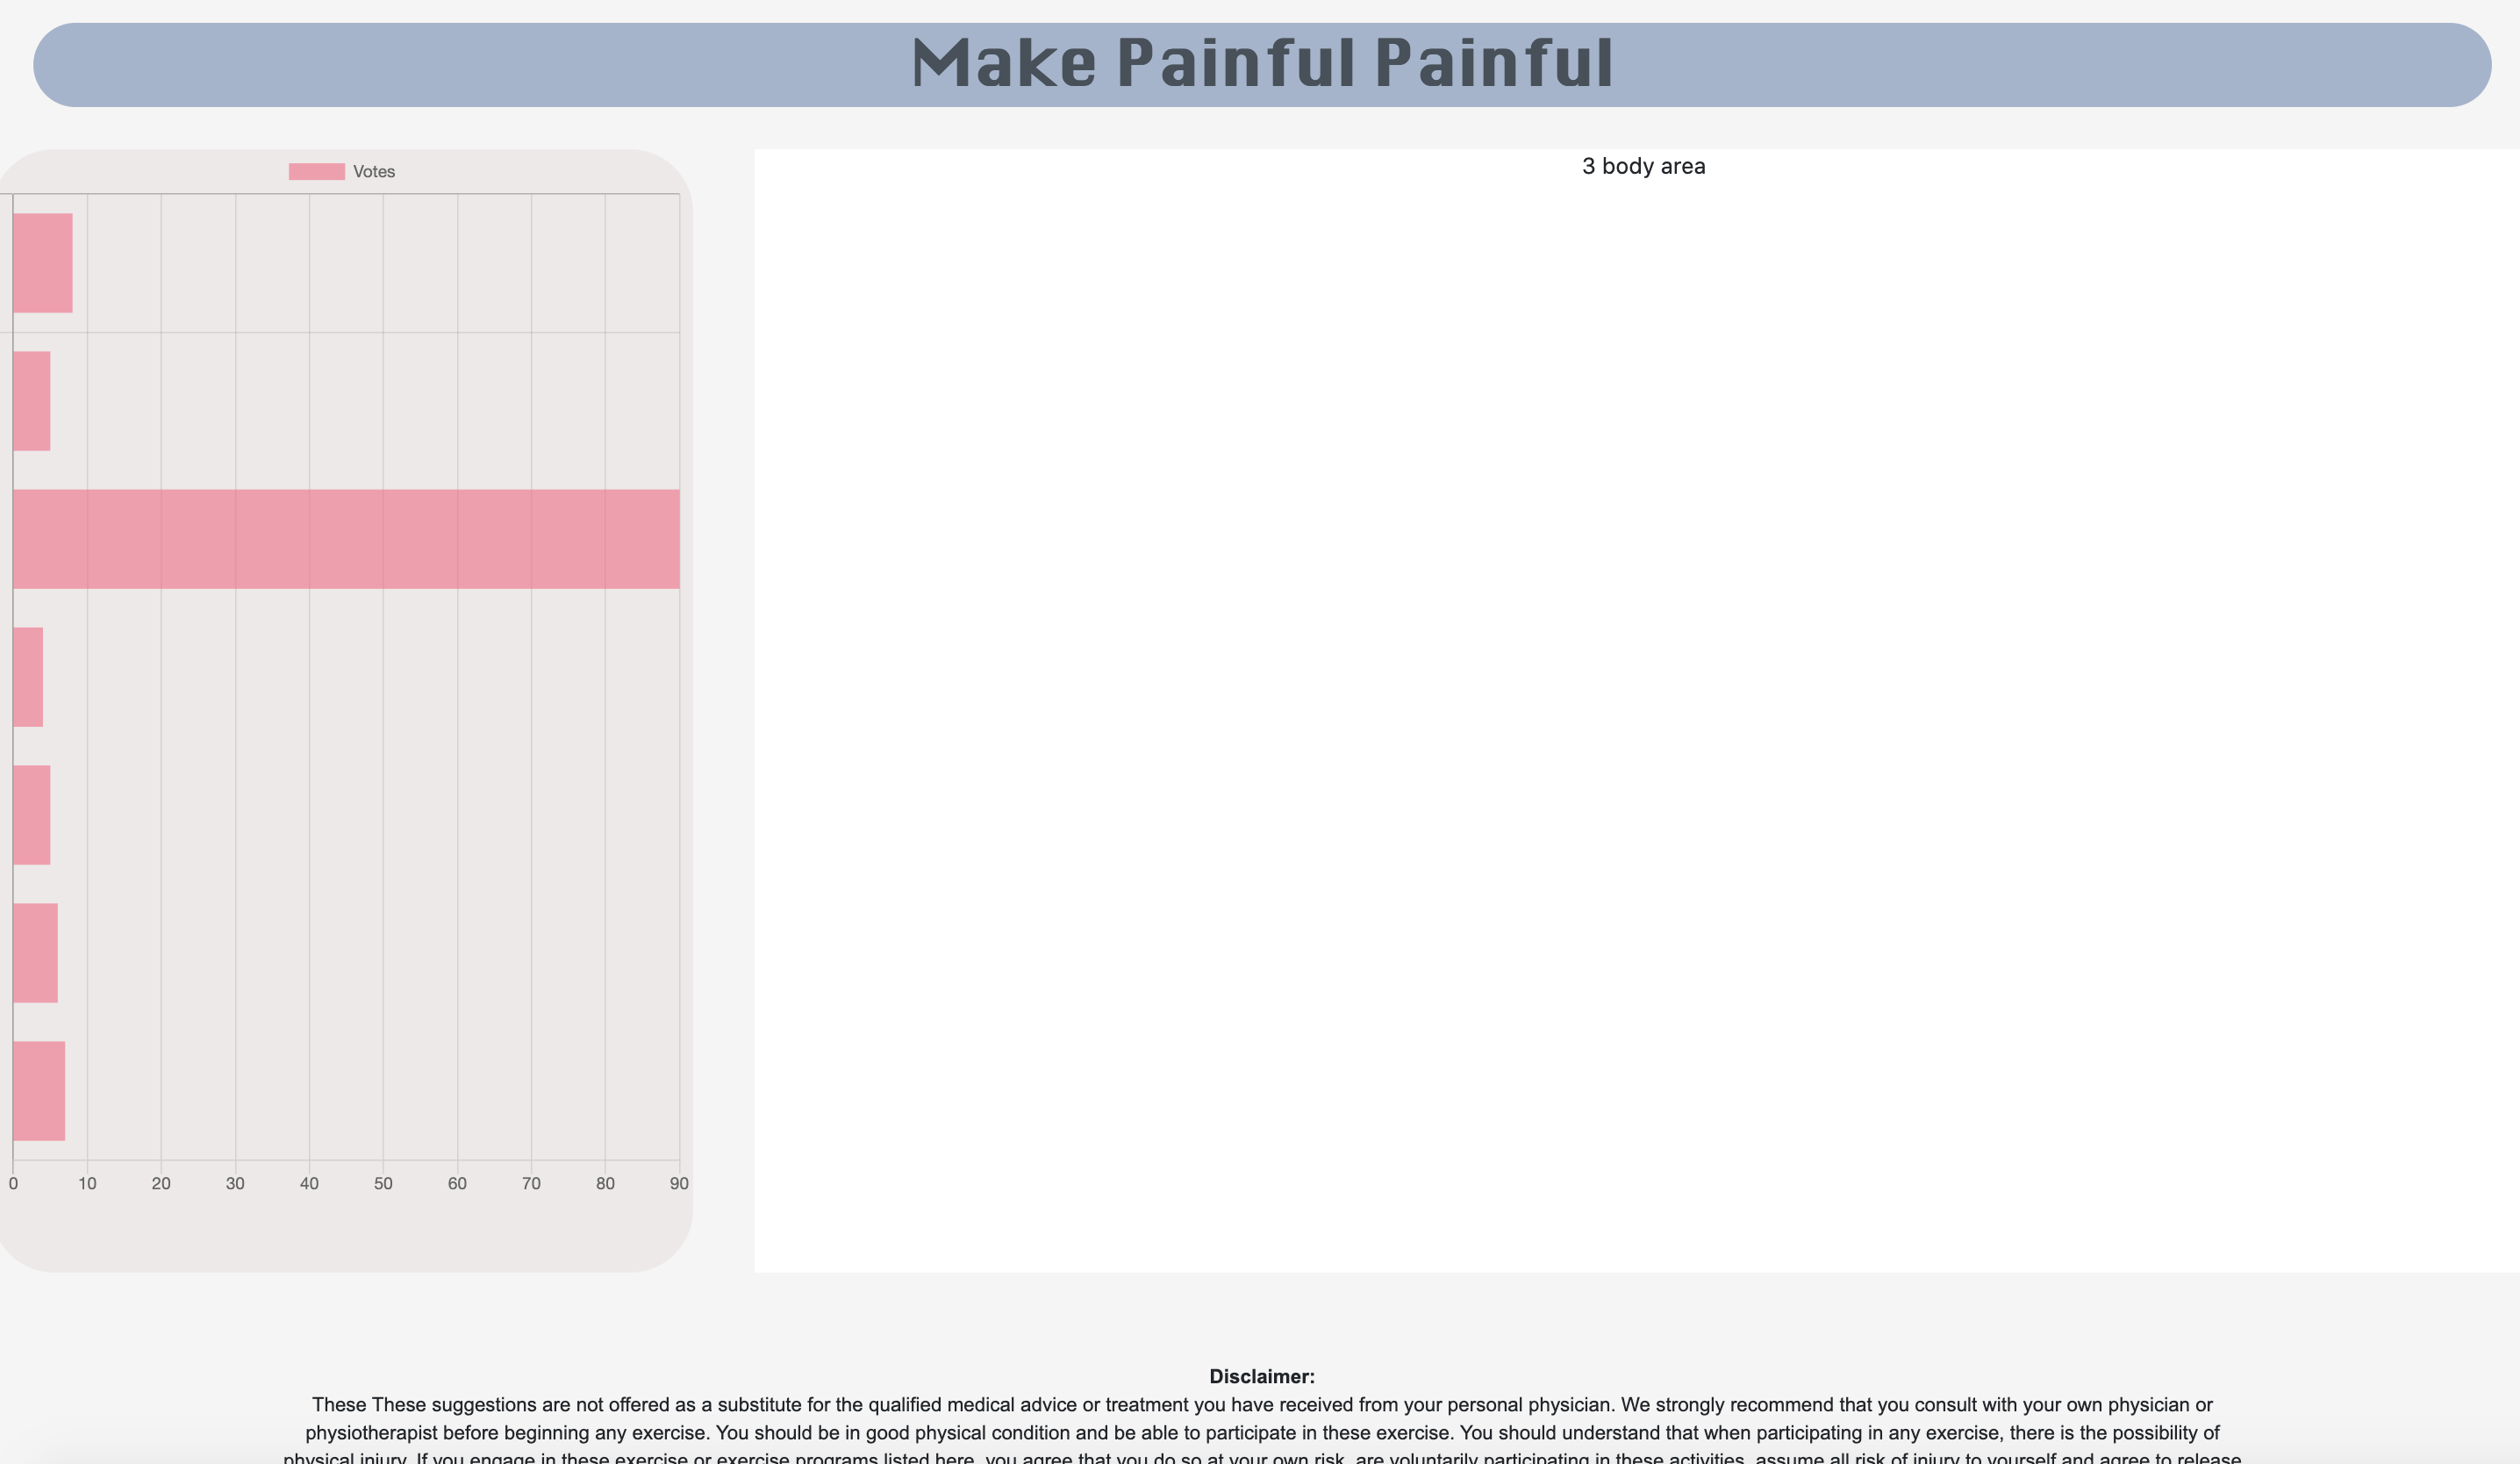 Make Painful Painful
Votes
3 body area
0 10 20 30 40 50 60 70 80 90
Disclaimer:
These These suggestions are not offered as a substitute for the qualified medical advice or treatment you have received from your personal physician. We strongly recommend that you consult with your own physician or
physiotherapist before beginning any exercise. You should be in good physical condition and be able to participate in these exercise. You should understand that when participating in any exercise, there is the possibility of
physical injury. If you engage in these exercise or exercise programs listed here, you agree that you do so at your own risk, are voluntarily participating in these activities, assume all risk of injury to yourself and agree to release